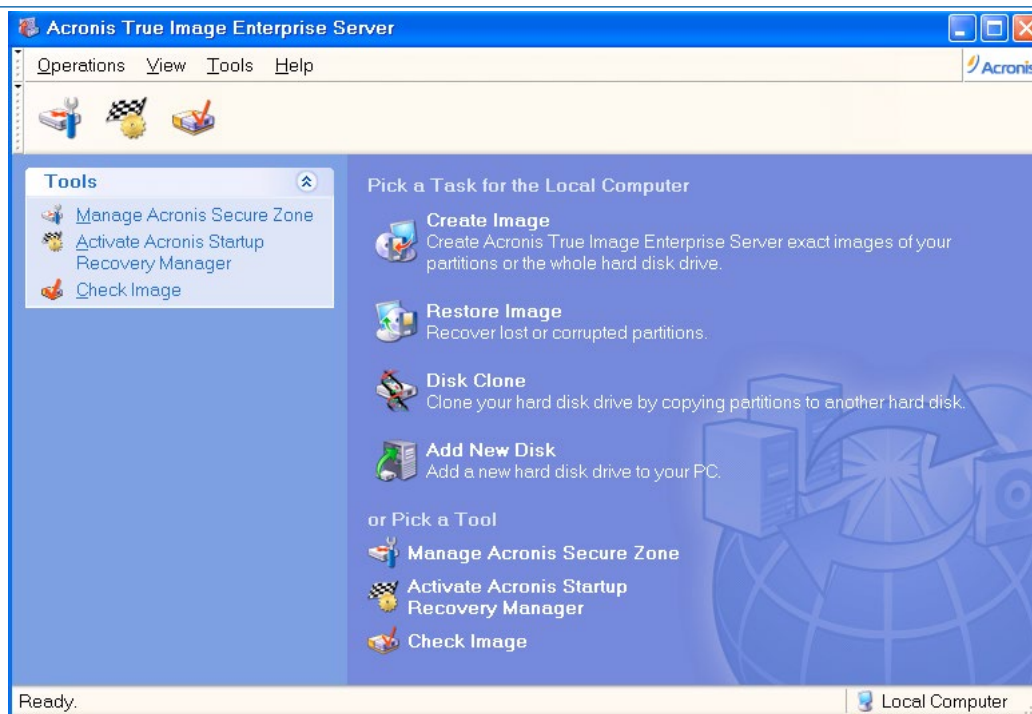 Acronis True Image Enterprise Server
Operations View Tools Help
Acronis
Tools
Manage Acronis Secure Zone
Activate Acronis Startup
Recovery Manager
Check Image
Pick a Task for the Local Computer
Create Image
Create Acronis True Image Enterprise Server exact images of your
partitions or the whole hard disk drive.
Restore Image
Recover lost or corrupted partitions.
Disk Clone
Clone your hard disk drive by copying partitions to another hard disk.
Add New Disk
Add a new hard disk drive to your PC.
or Pick a Tool
Manage Acronis Secure Zone
Activate Acronis Startup
Recovery Manager
Check Image
Ready.
Local Computer